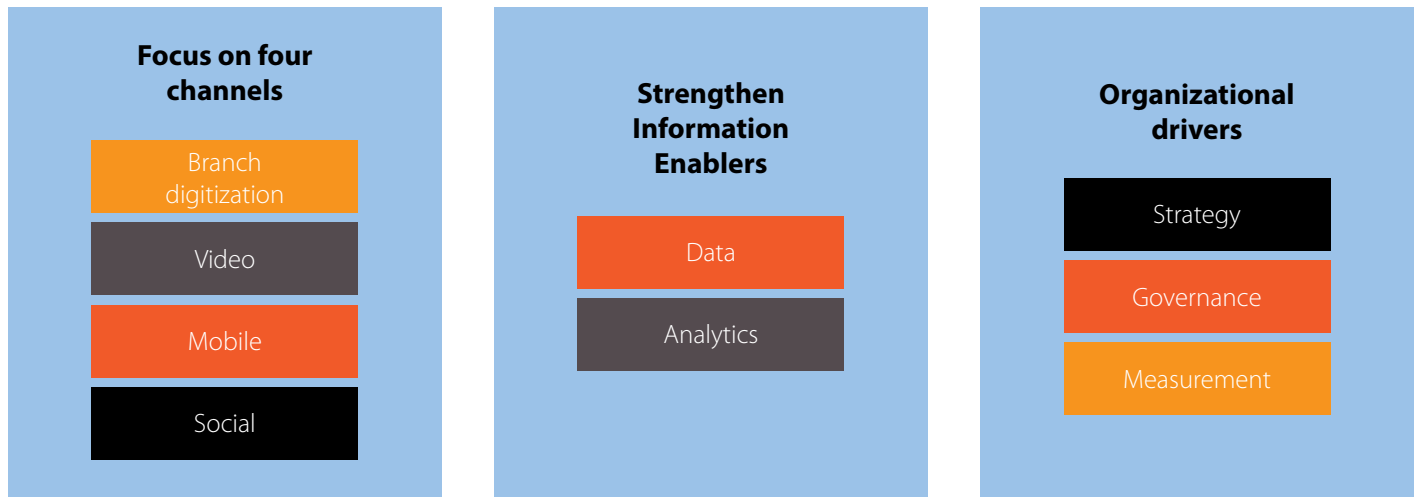 Focus on four
channels
Branch
digitization
Video
Mobile
Social
Strengthen
Information
Enablers
Data
Analytics
Organizational
drivers
Strategy
Governance
Measurement